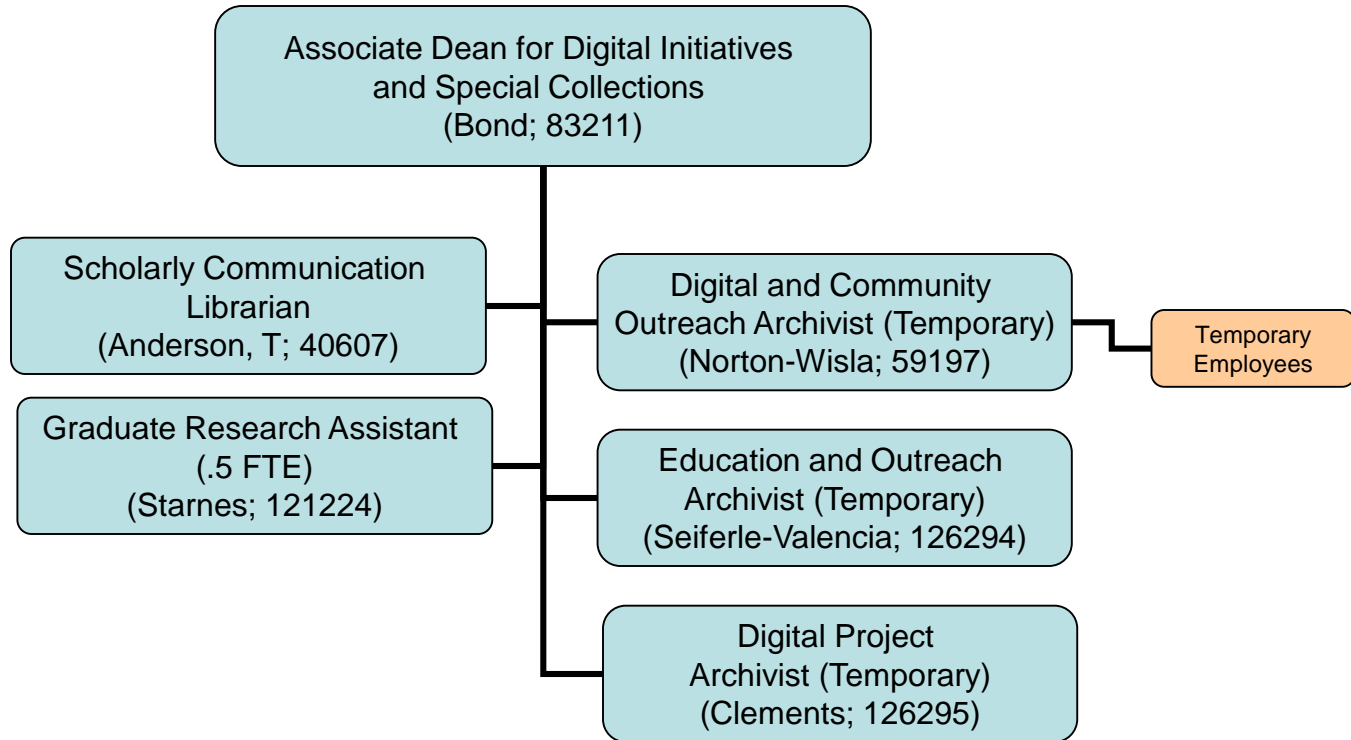 Associate Dean for Digital Initiatives
and Special Collections
(Bond; 83211)
Scholarly Communication
Librarian
(Anderson, T; 40607)
Digital and Community
Outreach Archivist (Temporary)
(Norton-Wisla; 59197)
Temporary
Employees
Graduate Research Assistant
(.5 FTE)
(Starnes; 121224)
Education and Outreach
Archivist (Temporary)
(Seiferle-Valencia; 126294)
Digital Project
Archivist (Temporary)
(Clements; 126295)